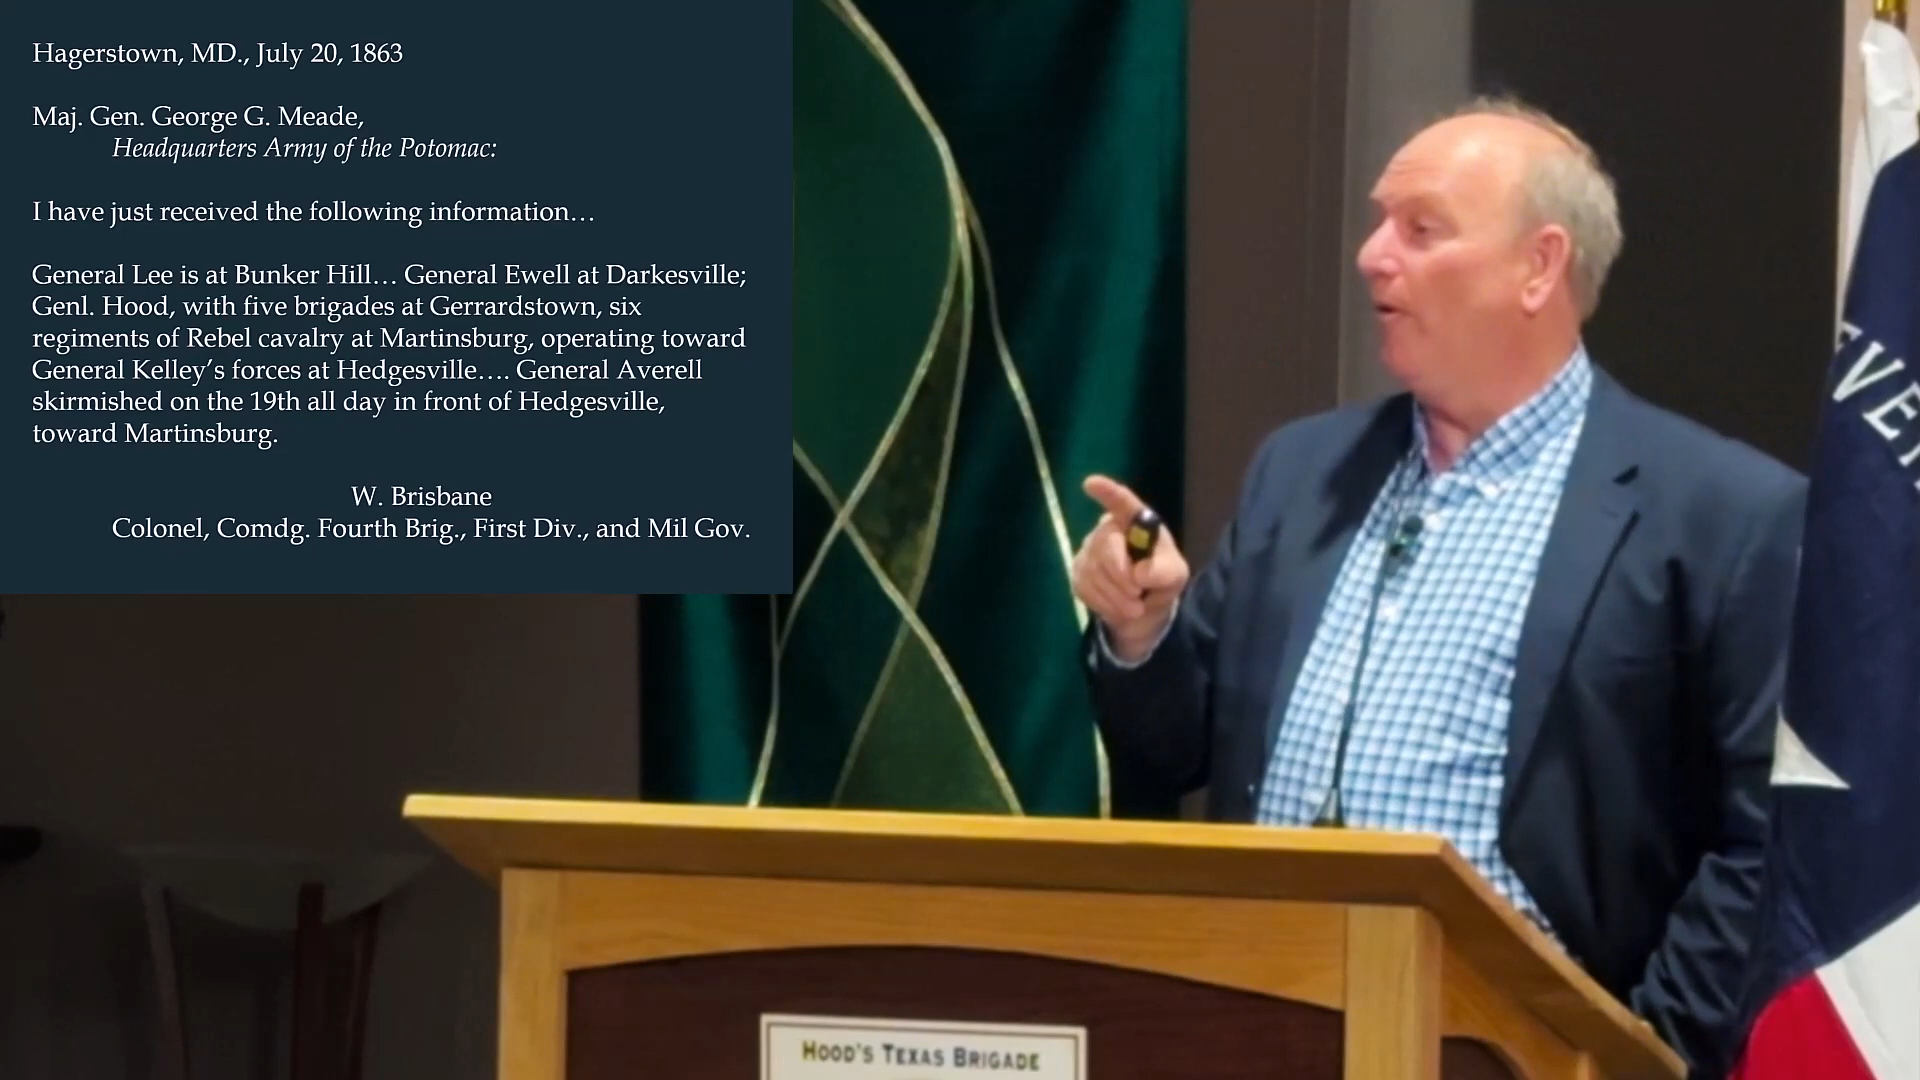 Hagerstown, MD., July 20, 1863
Maj. Gen. George G. Meade,
Headquarters Army of the Potomac:
I have just received the following information…
General Lee is at Bunker Hill… General Ewell at Darkesville;
Genl. Hood, with five brigades at Gerrardstown, six
regiments of Rebel cavalry at Martinsburg, operating toward
General Kelley’s forces at Hedgesville…. General Averell
skirmished on the 19th all day in front of Hedgesville,
toward Martinsburg.
W. Brisbane
Colonel, Comdg. Fourth Brig., First Div., and Mil Gov.
HOOD'S TEXAS BRIGADE